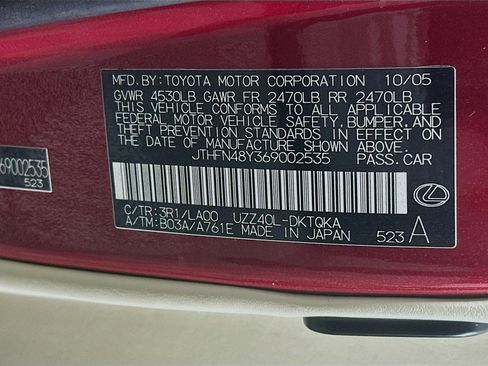 MFD.BY:TOYOTA MOTOR CORPORATION 10/05
GVWR 4530LB GAWR FR 2470LB RR 2470LB
THIS VEHICLE CONFORMS TO ALL APPLICABLE
FEDERAL MOTOR VEHICLE SAFETY,BUMPER,AND
THEFT PREVENTION STANDARDS IN EFFECT ON
THE DATE OF MANUFACTURE SHOWN ABOVE.
JTHFN48Y369002535 PASS.CAR
C/TR:3R1/LA00 UZZ40L-DKTQKA
A/TM:B03A/A761E MADE IN JAPAN 523 A
69002535
523